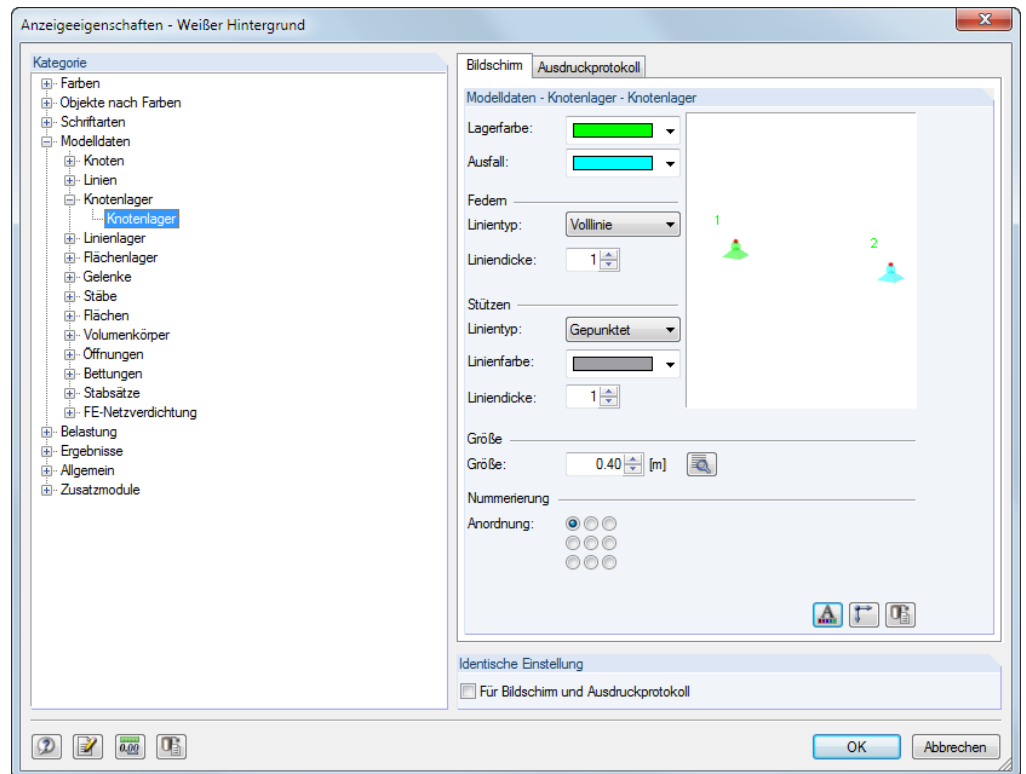 Anzeigeeigenschaften - Weißer Hintergrund
Kategorie
Farben
Objekte nach Farben
Schriftarten
Modelldaten
Knoten
Linien
Knotenlager
Knotenlager
Linienlager
Flächenlager
Gelenke
Stäbe
Flächen
Volumenkörper
Öffnungen
Bettungen
Stabsätze
FE-Netzverdichtung
Belastung
Ergebnisse
Allgemein
Zusatzmodule
Bildschirm Ausdruckprotokoll
Modelldaten - Knotenlager - Knotenlager
Lagerfarbe:
Ausfall:
Federn
Linientyp: Volllinie
Liniendicke: 1
Stützen
Linientyp: Gepunktet
Linienfarbe:
Liniendicke: 1
1
2
Größe
Größe: 0.40 [m]
Nummerierung
Anordnung:
A
Identische Einstellung
Für Bildschirm und Ausdruckprotokoll
0.00
OK Abbrechen